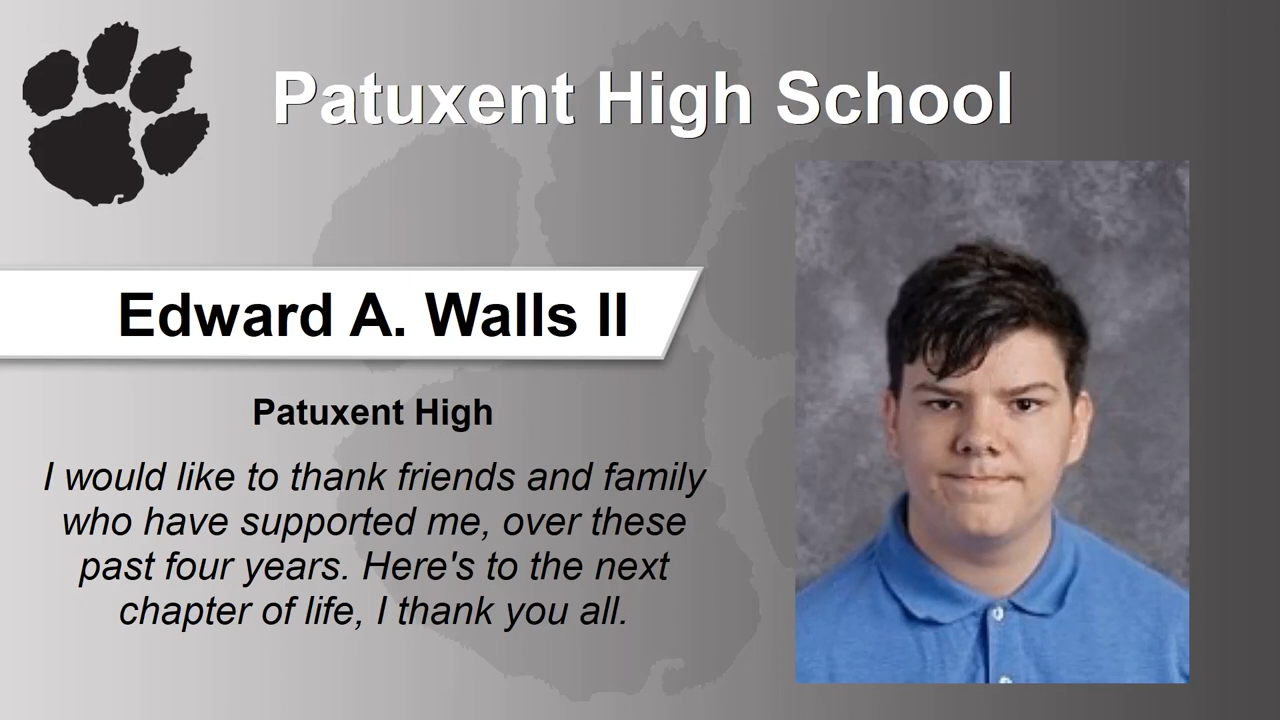 Patuxent High School
Edward A. Walls II
Patuxent High
I would like to thank friends and family
who have supported me, over these
past four years. Here's to the next
chapter of life, I thank you all.